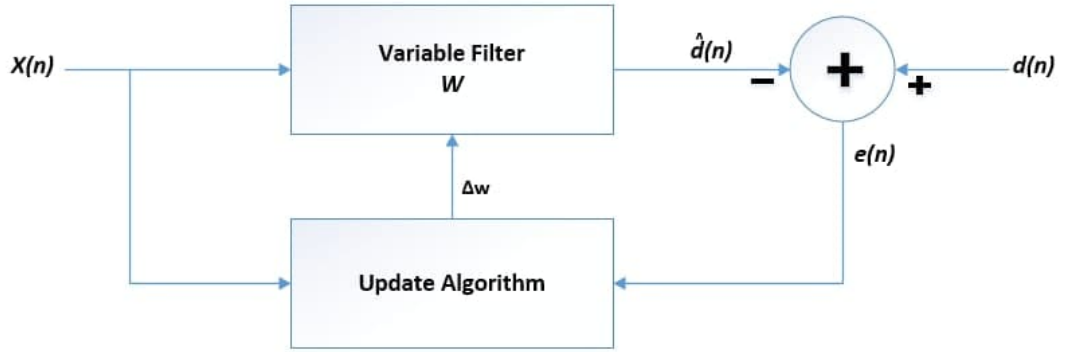 X(n)
Variable Filter
W
d̂(n)
−
+
+
d(n)
e(n)
Δw
Update Algorithm